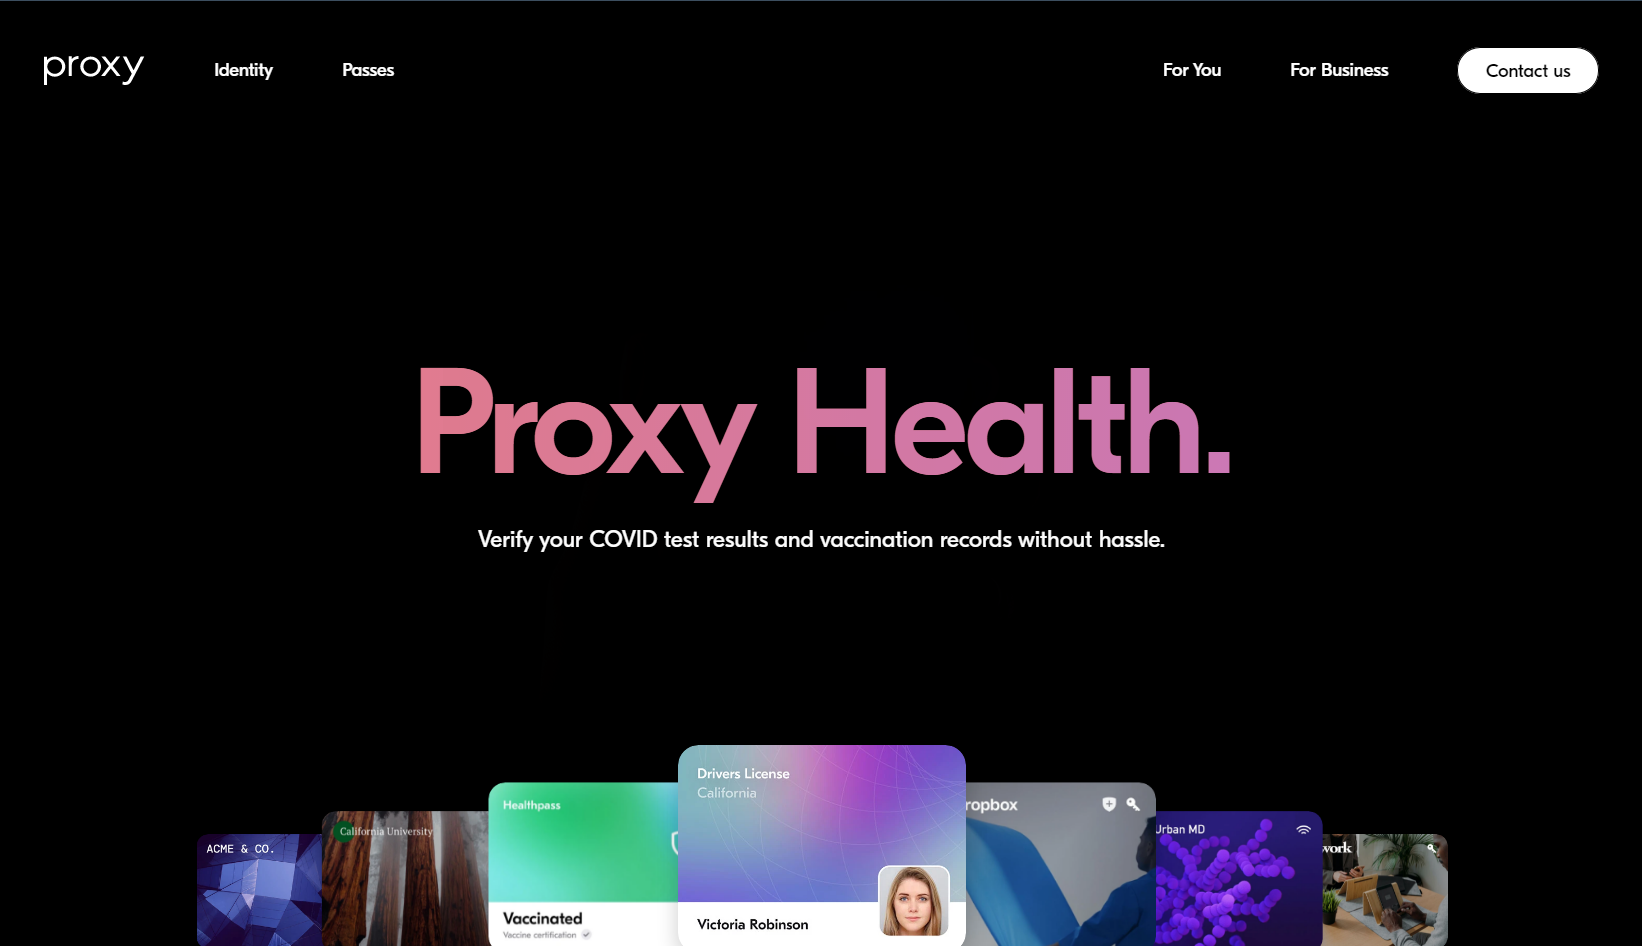 proxy Identity Passes For You For Business Contact us
Proxy Health.
Verify your COVID test results and vaccination records without hassle.
Drivers License
California
Healthpass
ropbox
California University
Urban MD
ACME & CO.
work
Vaccinated
Vaccine certification
Victoria Robinson